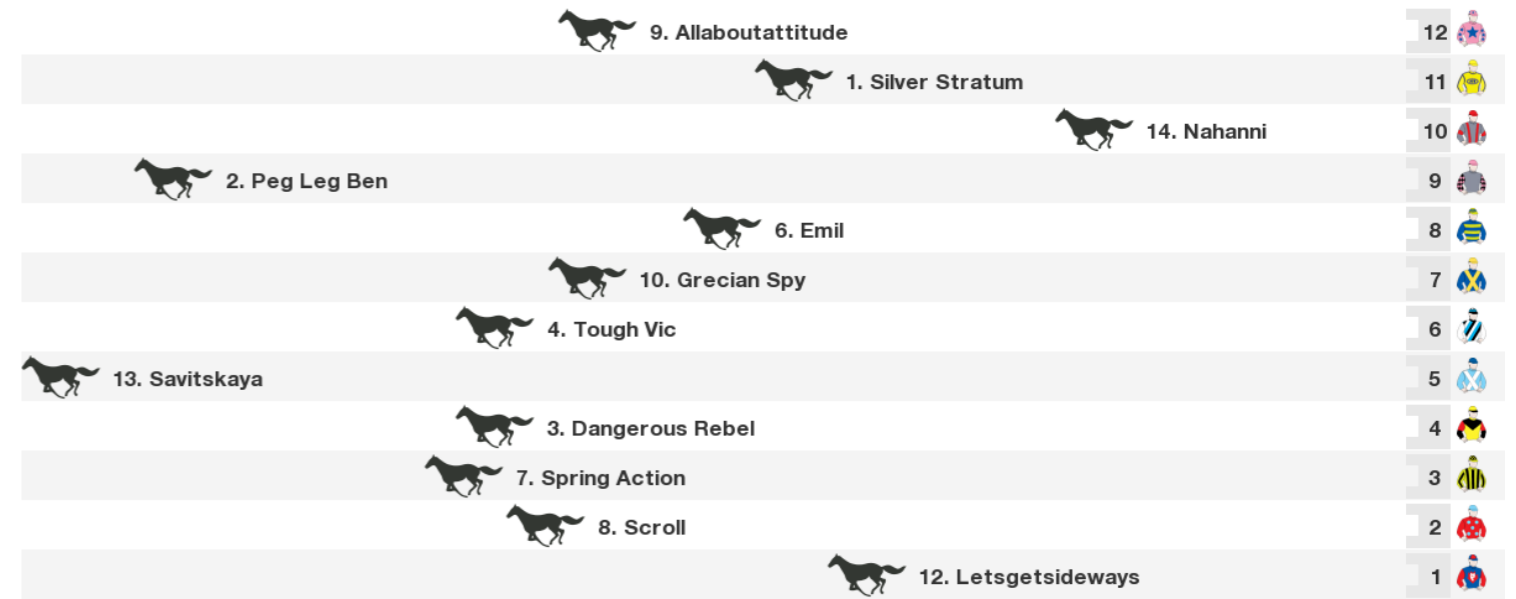 9. Allaboutattitude 12
1. Silver Stratum 11
14. Nahanni 10
2. Peg Leg Ben 9
6. Emil 8
10. Grecian Spy 7
4. Tough Vic 6
13. Savitskaya 5
3. Dangerous Rebel 4
7. Spring Action 3
8. Scroll 2
12. Letsgetsideways 1